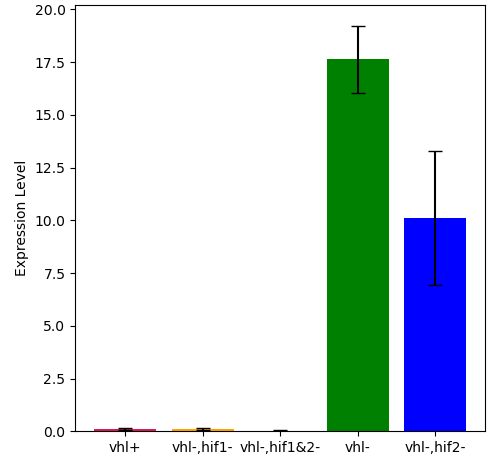 20.0
17.5
15.0
12.5
10.0
7.5
5.0
2.5
0.0
Expression Level
vhl+
vhl-,hif1-
vhl-,hif1&2-
vhl-
vhl-,hif2-